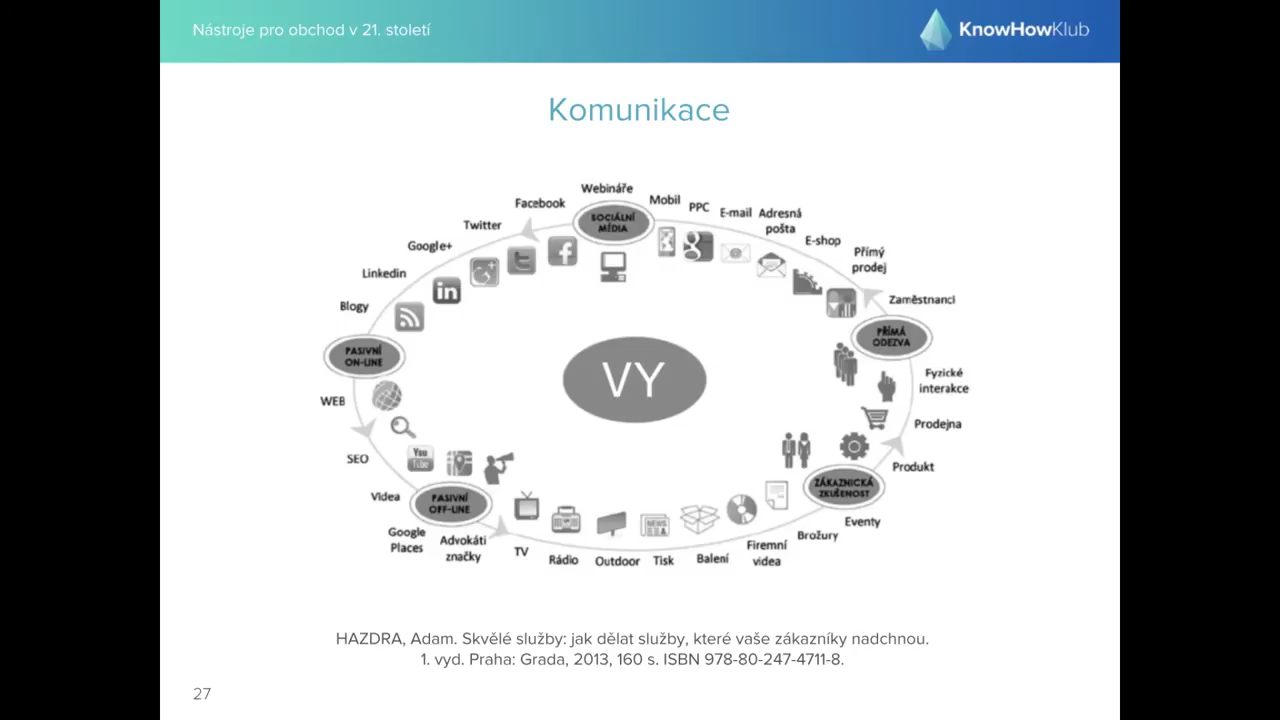 Nástroje pro obchod v 21. století
KnowHowKlub
Komunikace
Webináře
Mobil
PPC
E-mail
Adresná
pošta
E-shop
Přímý
prodej
Zaměstnanci
PŘÍMÁ
ODEZVA
Fyzické
interakce
Prodejna
Produkt
ZÁKAZNICKÁ
ZKUŠENOST
Eventy
Brožury
Firemní
videa
Balení
Tisk
Outdoor
Rádio
TV
Advokáti
značky
PASIVNÍ
OFF-LINE
Google
Places
Videa
SEO
WEB
PASIVNÍ
ON-LINE
Blogy
Linkedin
Google+
Twitter
Facebook
SOCIÁLNÍ
MÉDIA
in
You
Tube
NEWS
VY
HAZDRA, Adam. Skvělé služby: jak dělat služby, které vaše zákazníky nadchnou.
1. vyd. Praha: Grada, 2013, 160 s. ISBN 978-80-247-4711-8.
27